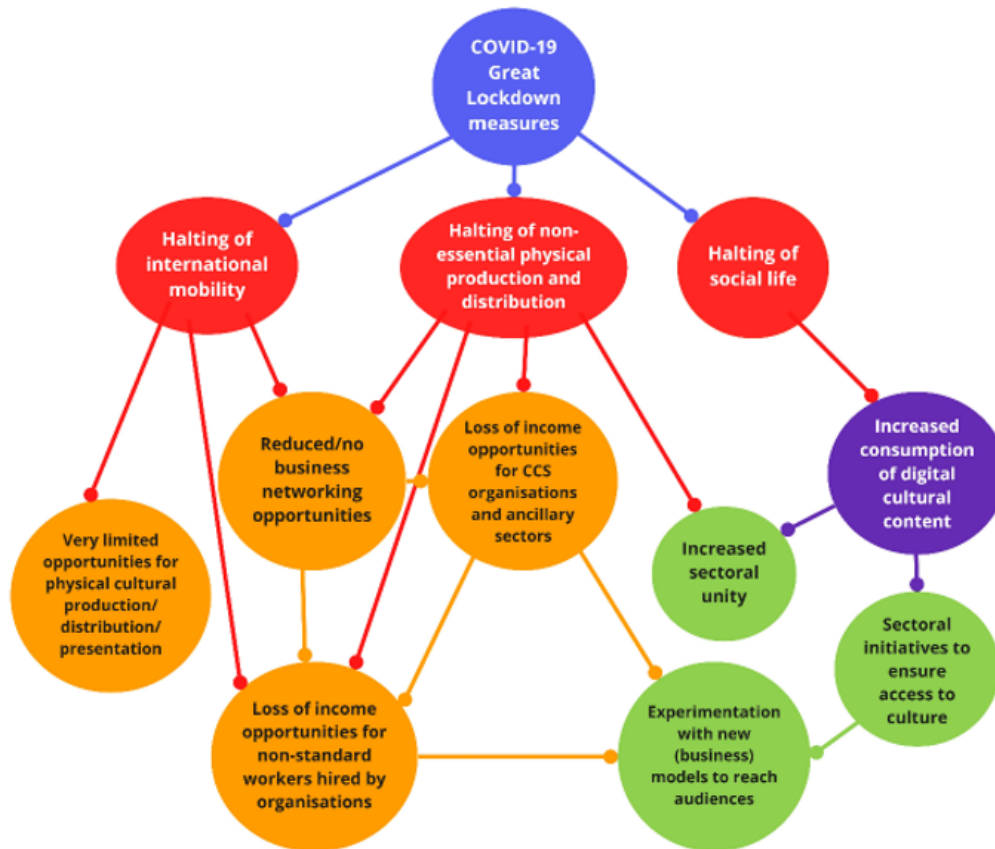 COVID-19
Great
Lockdown
measures
Halting of
international
mobility
Halting of non-
essential physical
production and
distribution
Halting of
social life
Reduced/no
business
networking
opportunities
Loss of income
opportunities
for CCS
organisations
and ancillary
sectors
Increased
consumption
of digital
cultural
content
Very limited
opportunities for
physical cultural
production/
distribution/
presentation
Increased
sectoral
unity
Sectoral
initiatives to
ensure
access to
culture
Loss of income
opportunities for
non-standard
workers hired by
organisations
Experimentation
with new
(business)
models to reach
audiences